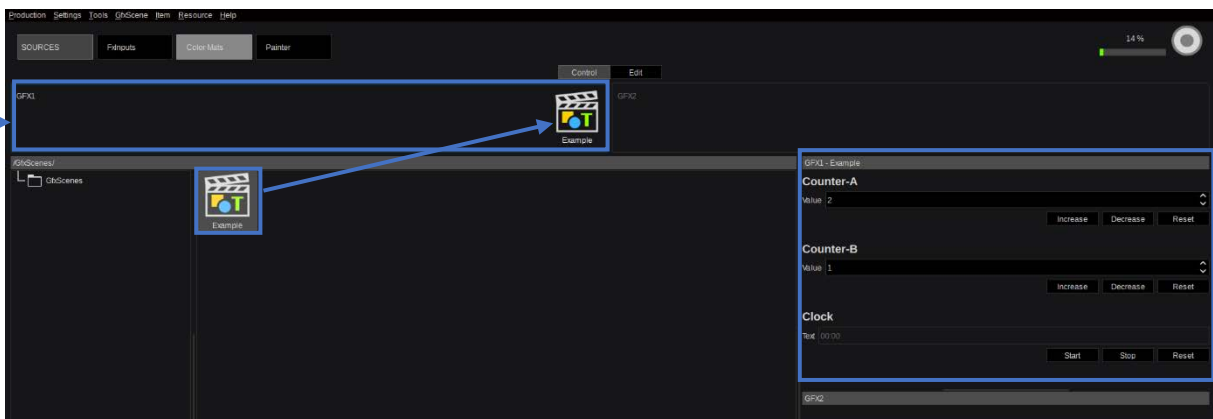 Production Settings Tools GfxScene Item Resource Help
SOURCES FxInputs Color Mats Painter
14 %
Control Edit
GFX1 GFX2
T
Example
/GfxScenes/ GFX1 - Example
GfxScenes
T
Example
Counter-A
Value 2
Increase Decrease Reset
Counter-B
Value 1
Increase Decrease Reset
Clock
Text 00:00
Start Stop Reset
GFX2